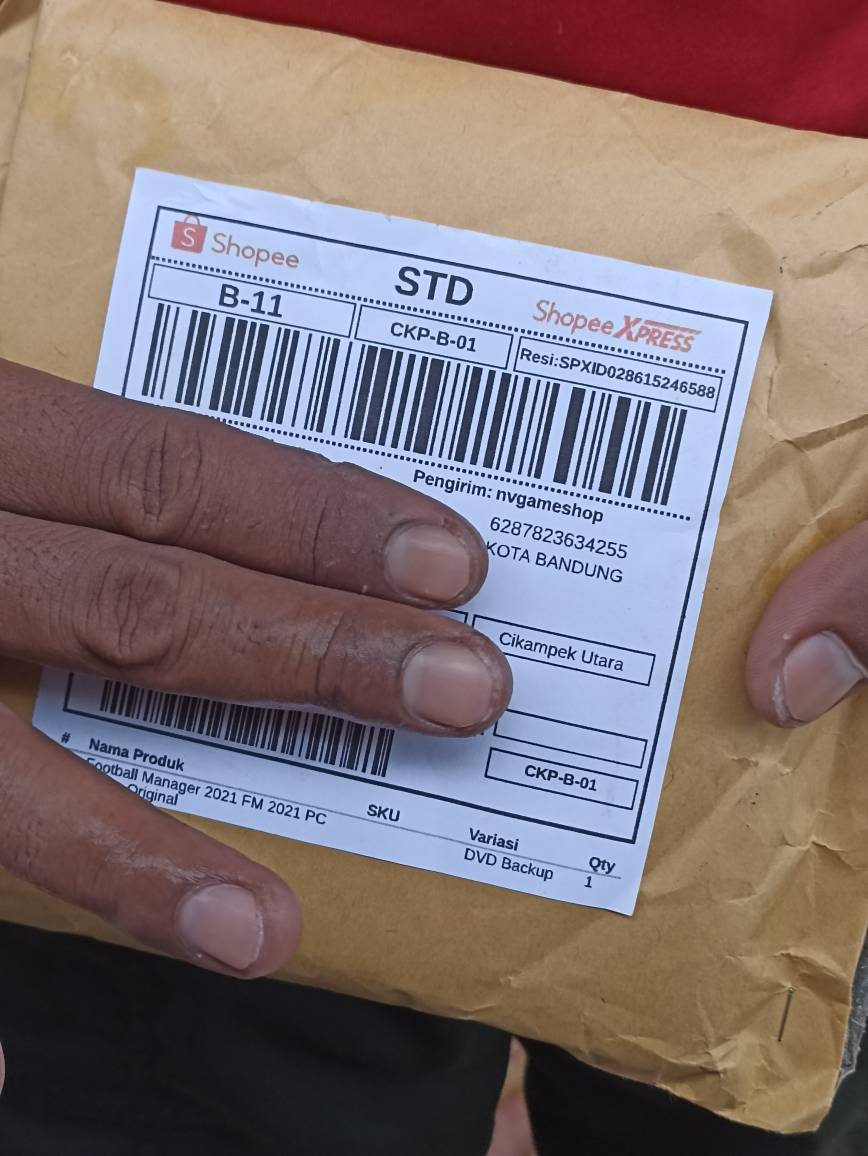 Shopee
STD
Shopee XPRESS
B-11
CKP-B-01
Resi:SPXID028615246588
Pengirim: nvgameshop
6287823634255
KOTA BANDUNG
Cikampek Utara
CKP-B-01
# Nama Produk SKU Variasi Qty
Football Manager 2021 FM 2021 PC DVD Backup 1
Original